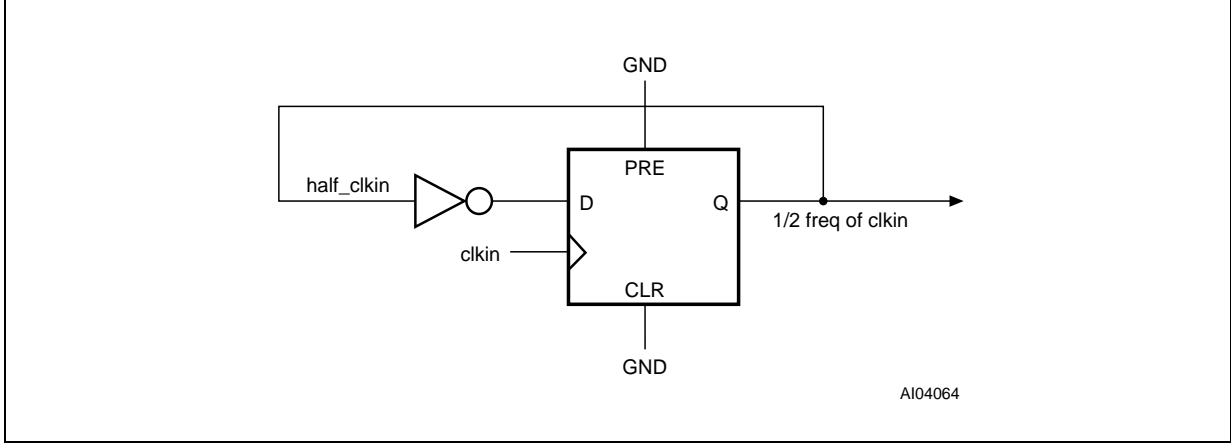 GND
PRE
half_clkin
D
Q
1/2 freq of clkin
clkin
CLR
GND
AI04064